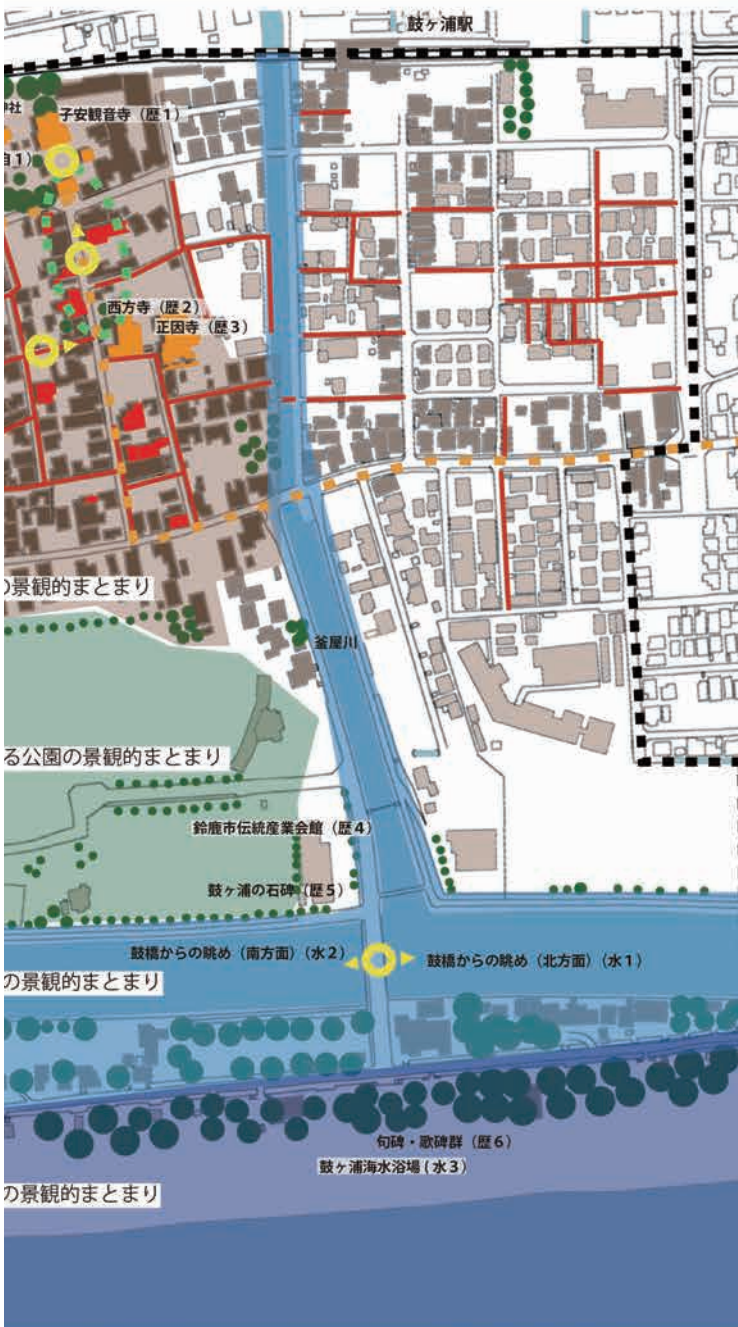 鼓ヶ浦駅
神社
子安観音寺（歴1）
自1）
西方寺（歴2）
正因寺（歴3）
の景観的まとまり
釜屋川
る公園の景観的まとまり
鈴鹿市伝統産業会館（歴4）
鼓ヶ浦の石碑（歴5）
鼓橋からの眺め（南方面）（水2）
鼓橋からの眺め（北方面）（水1）
の景観的まとまり
句碑・歌碑群（歴6）
鼓ヶ浦海水浴場（水3）
の景観的まとまり